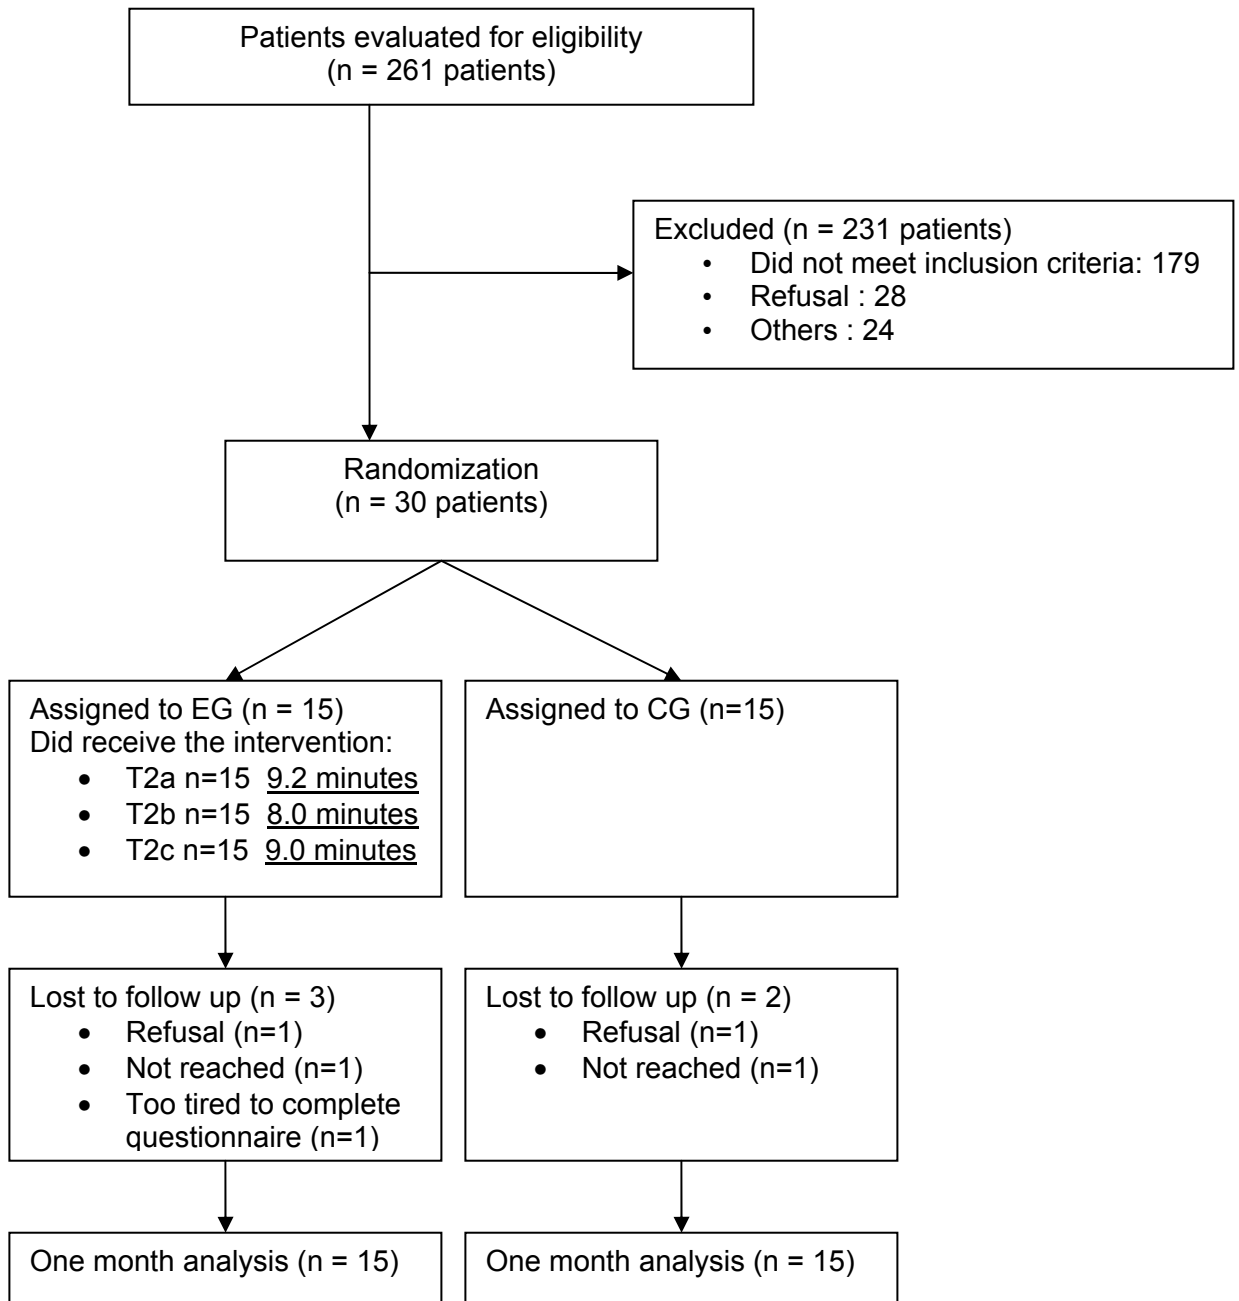 Patients evaluated for eligibility
(n = 261 patients)
Excluded (n = 231 patients)
• Did not meet inclusion criteria: 179
• Refusal : 28
• Others : 24
Randomization
(n = 30 patients)
Assigned to EG (n = 15)
Did receive the intervention:
• T2a n=15 9.2 minutes
• T2b n=15 8.0 minutes
• T2c n=15 9.0 minutes
Assigned to CG (n=15)
Lost to follow up (n = 3)
• Refusal (n=1)
• Not reached (n=1)
• Too tired to complete
questionnaire (n=1)
Lost to follow up (n = 2)
• Refusal (n=1)
• Not reached (n=1)
One month analysis (n = 15)
One month analysis (n = 15)